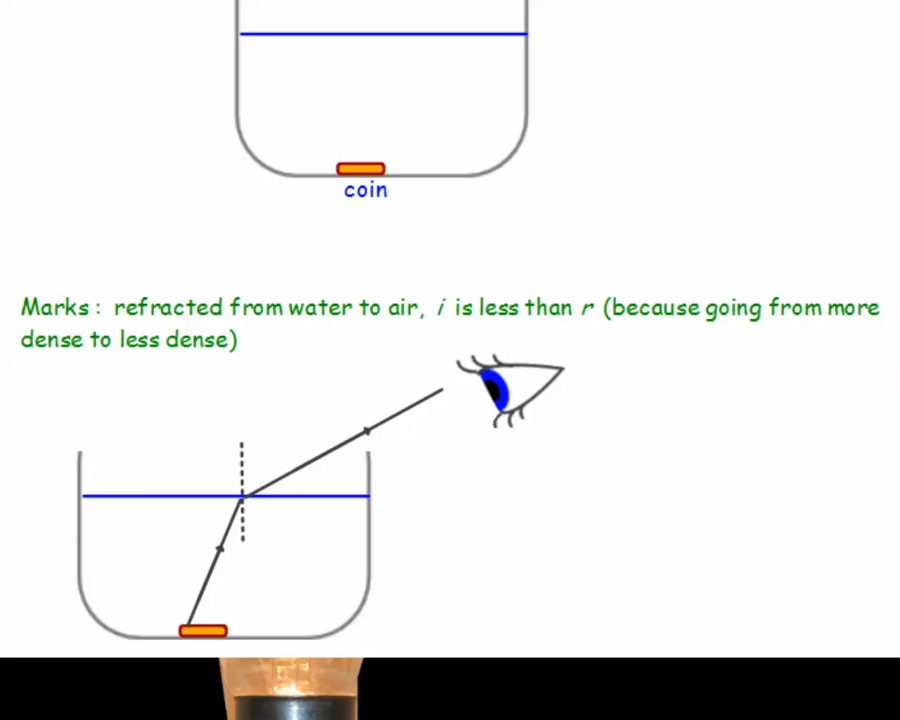 coin
Marks : refracted from water to air, i is less than r (because going from more
dense to less dense)